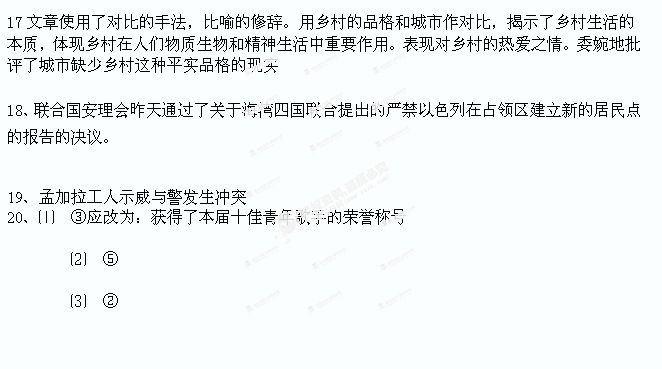 17文章使用了对比的手法，比喻的修辞。用乡村的品格和城市作对比，揭示了乡村生活的
本质，体现乡村在人们物质生物和精神生活中重要作用。表现对乡村的热爱之情。委婉地批
评了城市缺少乡村这种平实品格的现实
18、联合国安理会昨天通过了关于海湾四国联合提出的严禁以色列在占领区建立新的居民点
的报告的决议。
19、孟加拉工人示威与警发生冲突
20、(1) ③应改为：获得了本届十佳青年歌手的荣誉称号
(2) ⑤
(3) ②